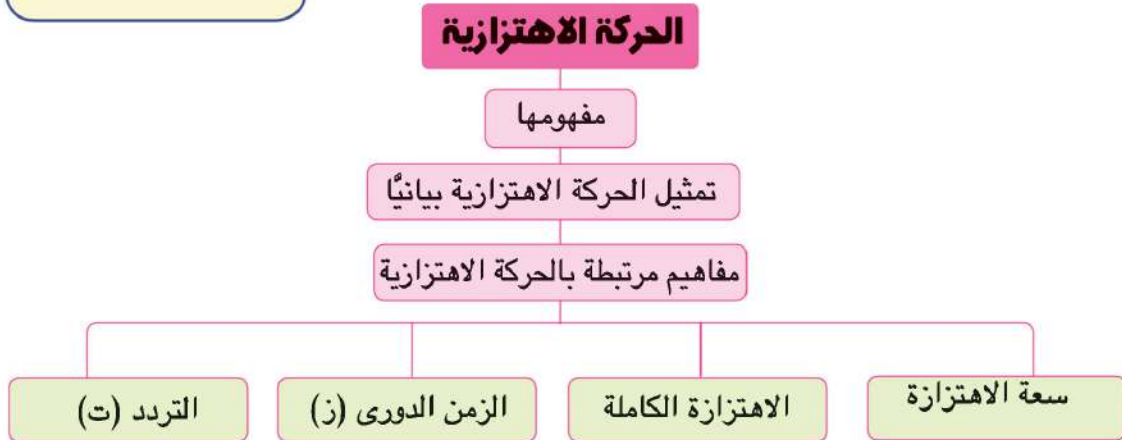 الحركة الاهتزازية
مفهومها
تمثيل الحركة الاهتزازية بيانيًّا
مفاهيم مرتبطة بالحركة الاهتزازية
سعة الاهتزازة
الاهتزازة الكاملة
الزمن الدورى (ز)
التردد (ت)